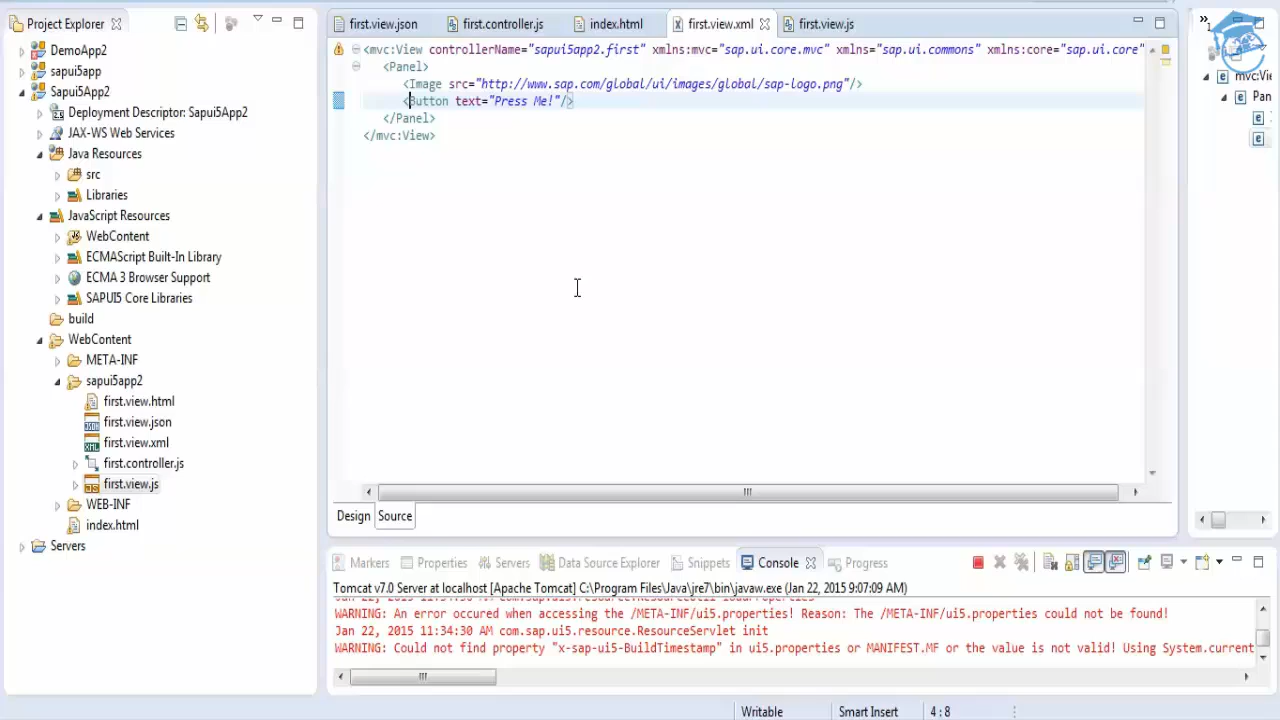 Project Explorer
DemoApp2
sapui5app
Sapui5App2
Deployment Descriptor: Sapui5App2
JAX-WS Web Services
Java Resources
src
Libraries
JavaScript Resources
WebContent
ECMAScript Built-In Library
ECMA 3 Browser Support
SAPUI5 Core Libraries
build
WebContent
META-INF
sapui5app2
first.view.html
first.view.json
first.view.xml
first.controller.js
first.view.js
WEB-INF
index.html
Servers
first.view.json
first.controller.js
index.html
first.view.xml
first.view.js
<mvc:View controllerName="sapui5app2.first" xmlns:mvc="sap.ui.core.mvc" xmlns="sap.ui.commons" xmlns:core="sap.ui.core"
<Panel>
<Image src="http://www.sap.com/global/ui/images/global/sap-logo.png"/>
<Button text="Press Me!"/>
</Panel>
</mvc:View>
Design
Source
mvc:Vi
Pan
Markers
Properties
Servers
Data Source Explorer
Snippets
Console
Progress
Tomcat v7.0 Server at localhost [Apache Tomcat] C:\Program Files\Java\jre7\bin\javaw.exe (Jan 22, 2015 9:07:09 AM)
WARNING: An error occured when accessing the /META-INF/ui5.properties! Reason: The /META-INF/ui5.properties could not be found!
Jan 22, 2015 11:34:30 AM com.sap.ui5.resource.ResourceServlet init
WARNING: Could not find property "x-sap-ui5-BuildTimestamp" in ui5.properties or MANIFEST.MF or the value is not valid! Using System.current
Writable
Smart Insert
4 : 8